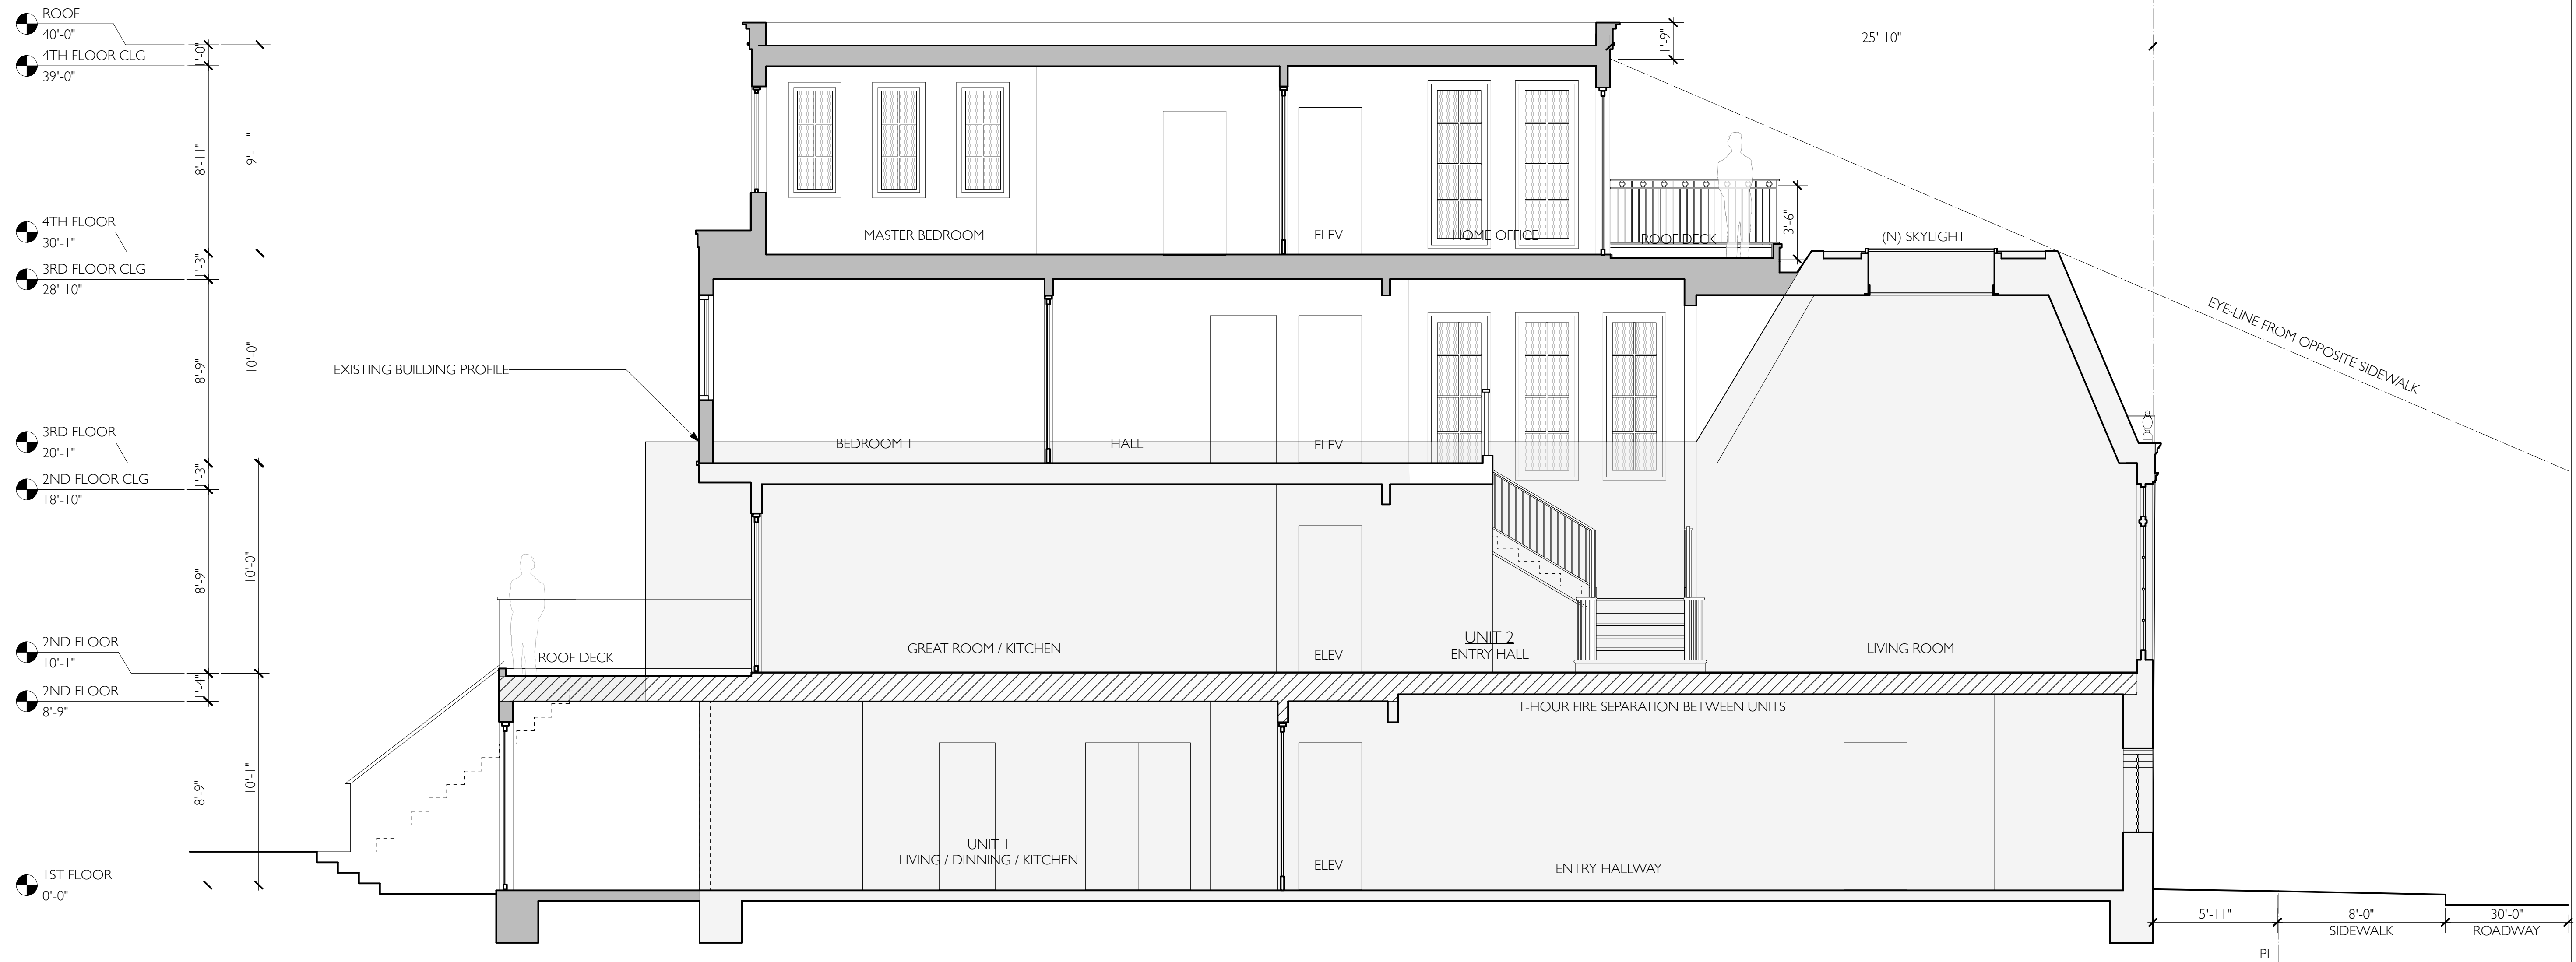 ROOF
40'-0"
4TH FLOOR CLG
39'-0"
1'-0"
1'-9"
25'-10"
8'-11"
9'-11"
4TH FLOOR
30'-1"
MASTER BEDROOM
ELEV
HOME OFFICE
ROOF DECK
3'-6"
(N) SKYLIGHT
3RD FLOOR CLG
28'-10"
1'-3"
EYE-LINE FROM OPPOSITE SIDEWALK
8'-9"
10'-0"
EXISTING BUILDING PROFILE
3RD FLOOR
20'-1"
BEDROOM 1
HALL
ELEV
2ND FLOOR CLG
18'-10"
1'-3"
8'-9"
10'-0"
2ND FLOOR
10'-1"
ROOF DECK
GREAT ROOM / KITCHEN
ELEV
UNIT 2
ENTRY HALL
LIVING ROOM
2ND FLOOR
8'-9"
1'-4"
1-HOUR FIRE SEPARATION BETWEEN UNITS
8'-9"
10'-1"
UNIT 1
LIVING / DINNING / KITCHEN
ELEV
ENTRY HALLWAY
1ST FLOOR
0'-0"
5'-11"
8'-0"
30'-0"
SIDEWALK
ROADWAY
PL